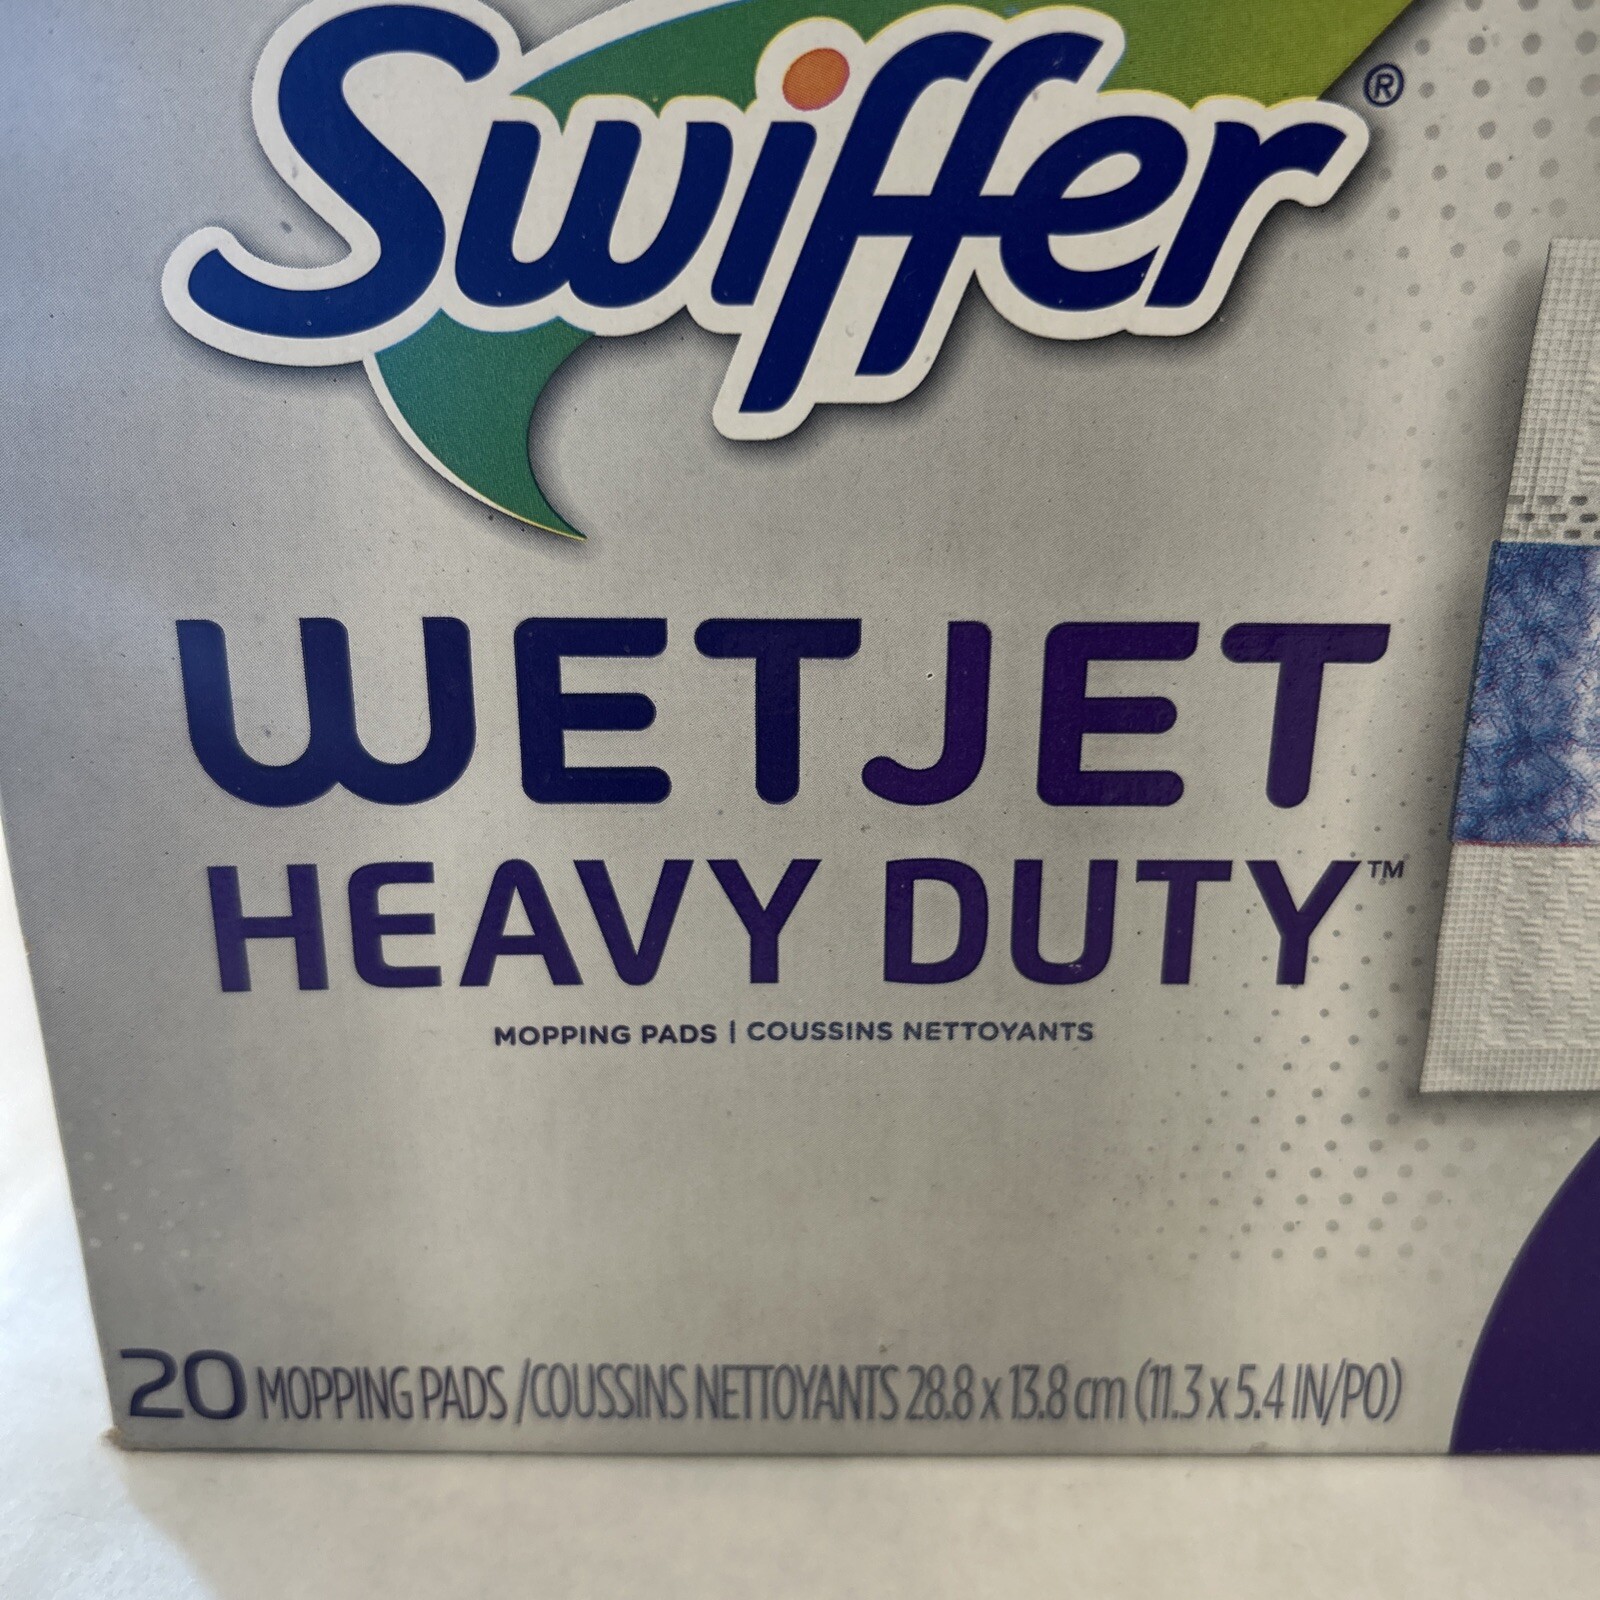 Swiffer®
WETJET
HEAVY DUTY™
MOPPING PADS | COUSSINS NETTOYANTS
20 MOPPING PADS / COUSSINS NETTOYANTS 28.8 x 13.8 cm (11.3 x 5.4 IN/PO)